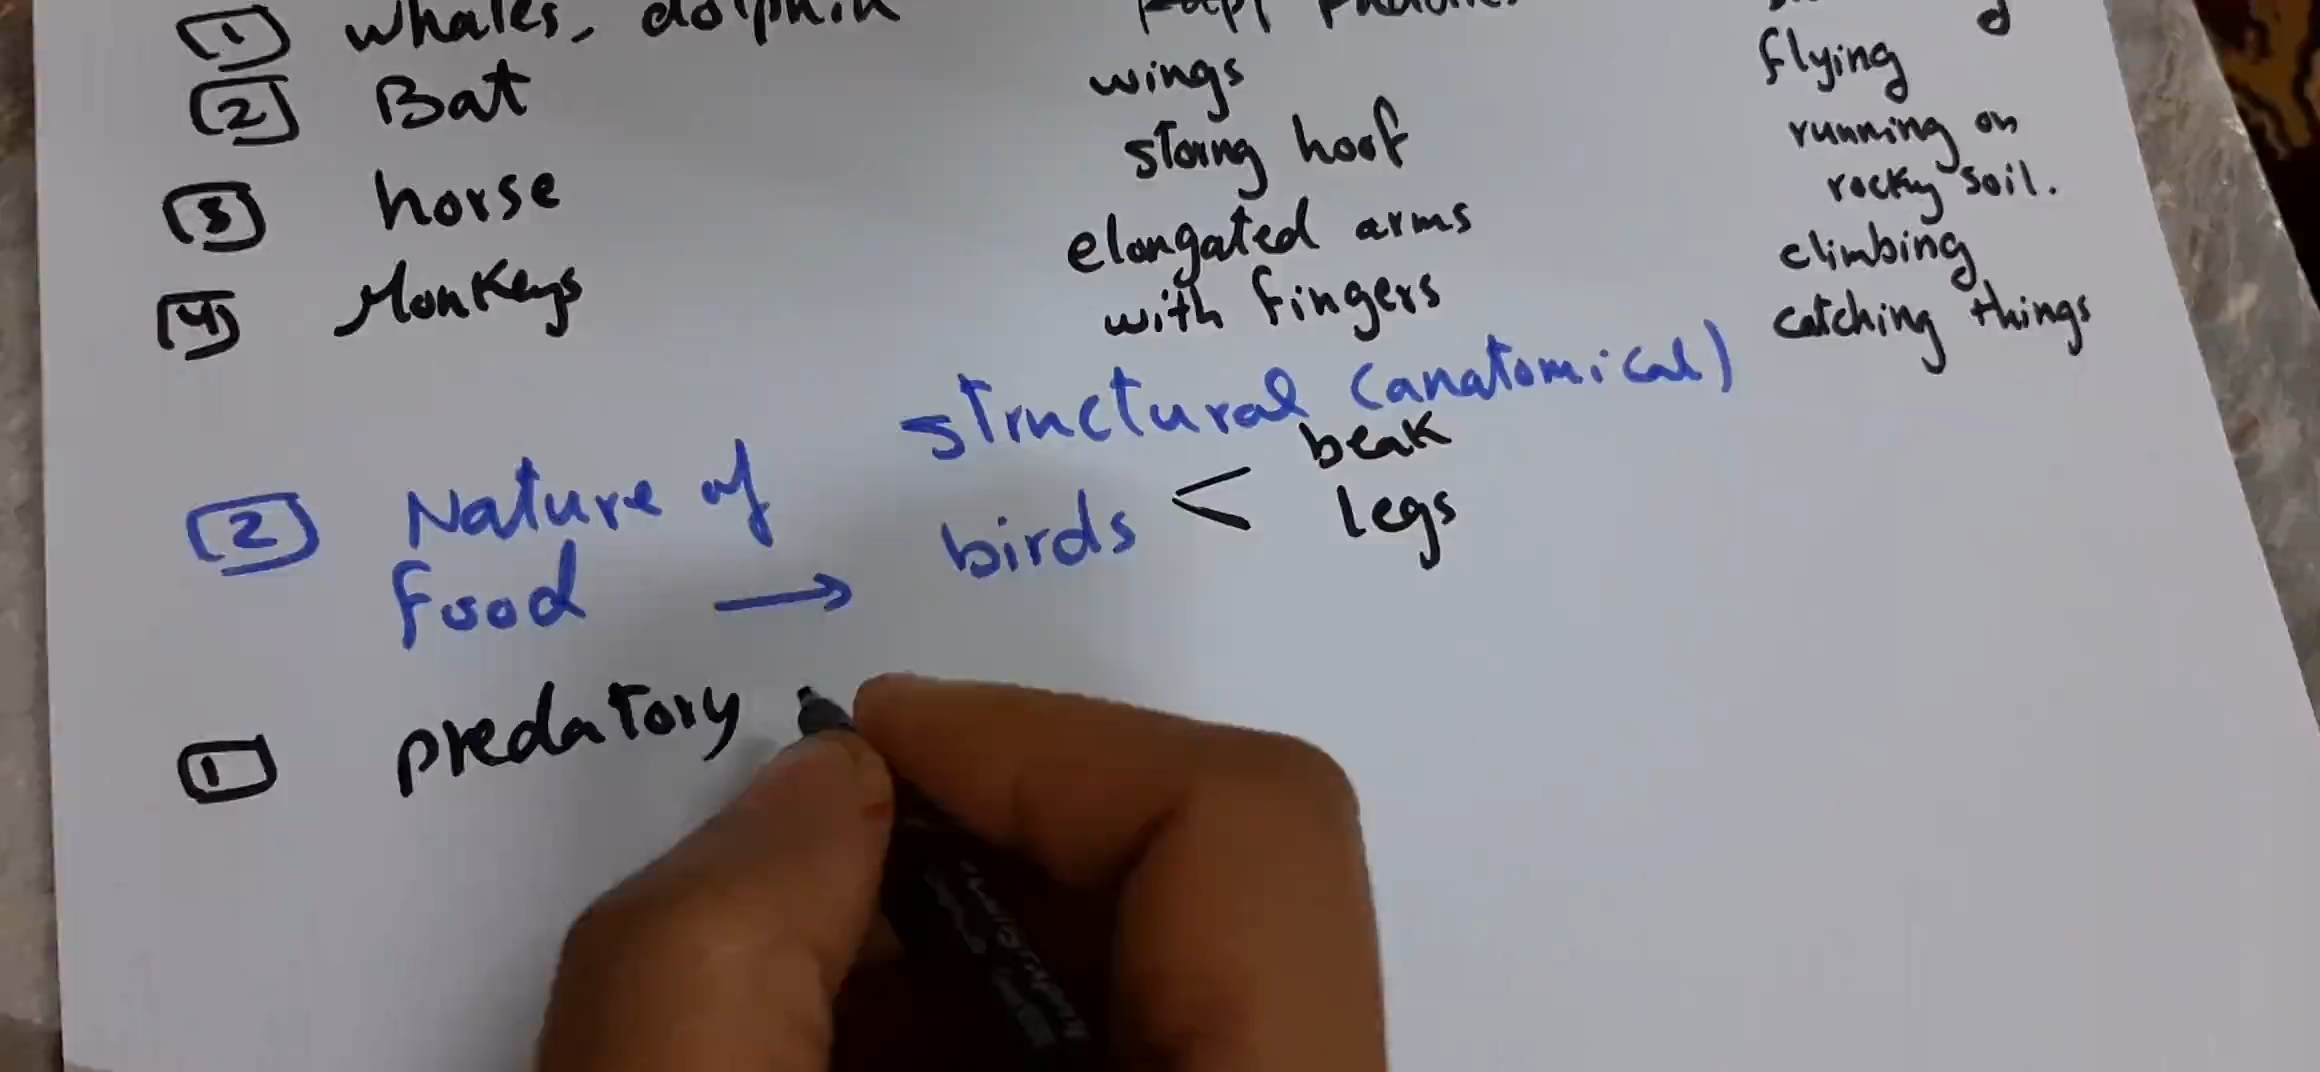 1 whales, dolphin
2 Bat wings flying
3 horse stong hoof running on
rocky soil.
4 Monkeys elongated arms climbing
with fingers catching things
structural (anatomical)
2 Nature of birds < beak
food → legs
1 predatory